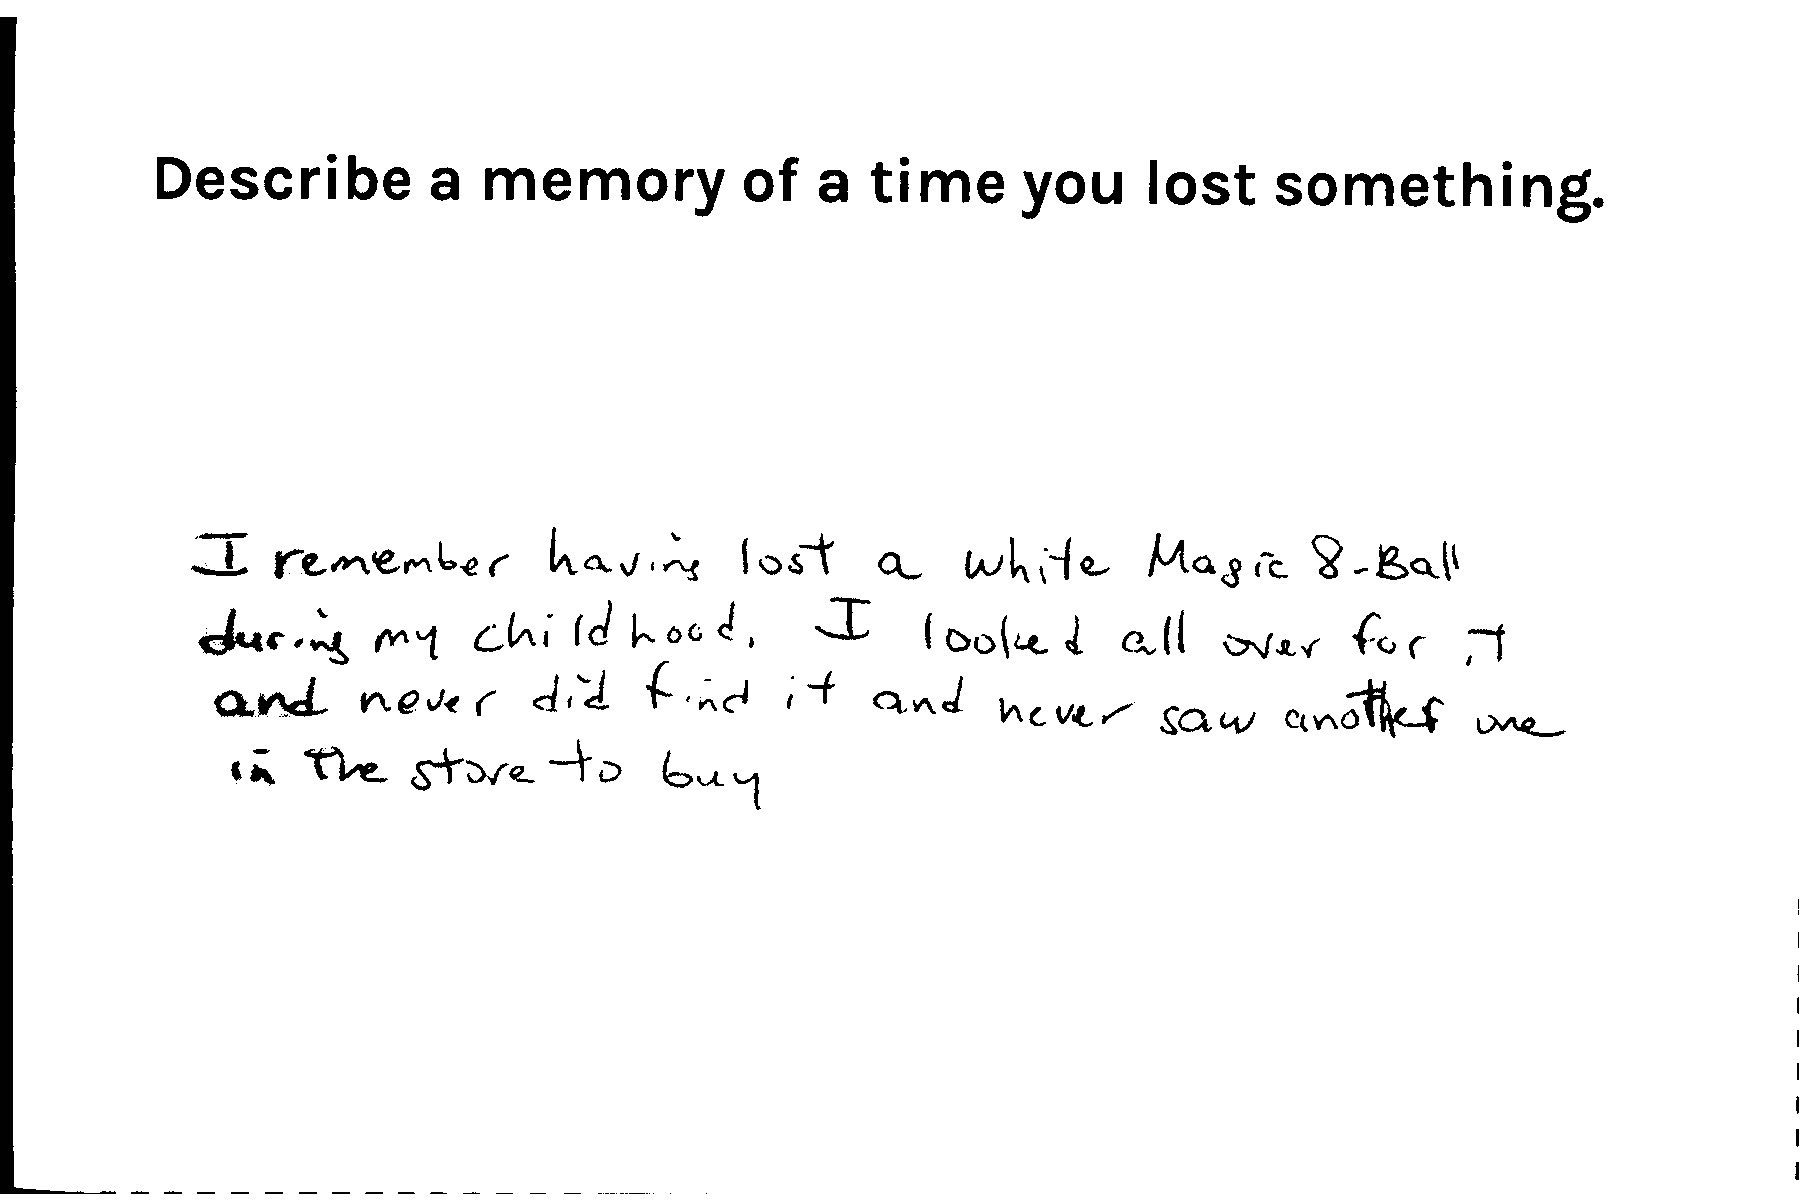 Describe a memory of a time you lost something.
I remember having lost a white Magic 8-Ball
during my childhood. I looked all over for it
and never did find it and never saw another one
in the store to buy